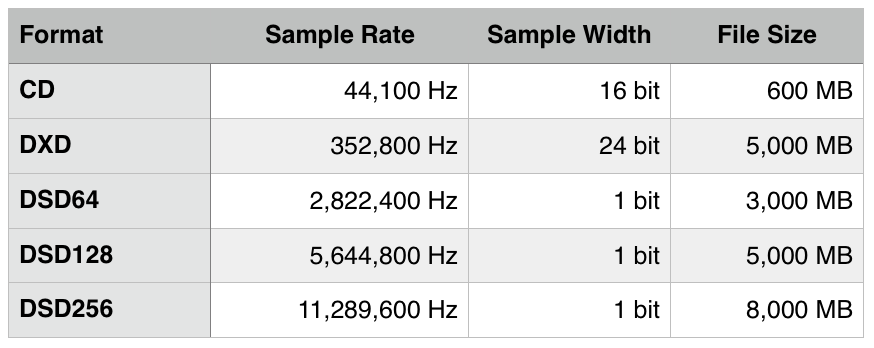 Format Sample Rate Sample Width File Size
CD 44,100 Hz 16 bit 600 MB
DXD 352,800 Hz 24 bit 5,000 MB
DSD64 2,822,400 Hz 1 bit 3,000 MB
DSD128 5,644,800 Hz 1 bit 5,000 MB
DSD256 11,289,600 Hz 1 bit 8,000 MB